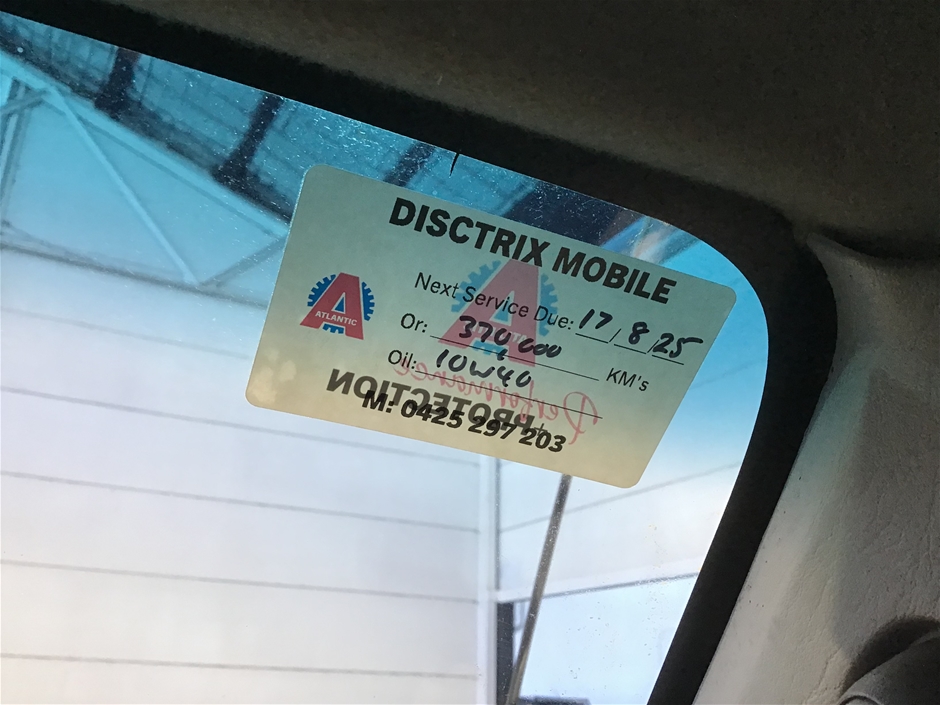 DISCTRIX MOBILE
ATLANTIC
A
Next Service Due: 17/8/25
Or: 370 000 KM's
Oil: 10W40
Performance
PROTECTION
M: 0425 297 203